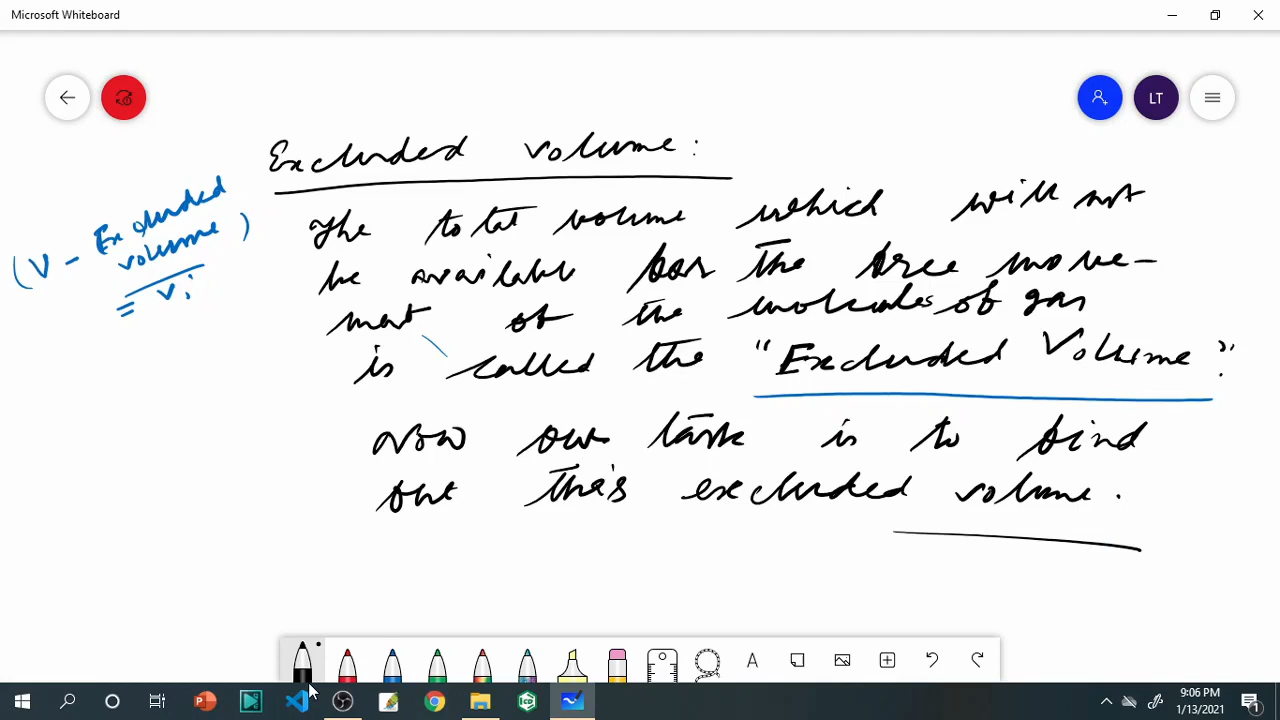 Microsoft Whiteboard
LT
Excluded volume:
(V - Excluded
volume )
= Vi
The total volume which will not
be available for the free move-
ment of the molecules of gas
is called the "Excluded Volume".
Now our task is to find
out this excluded volume.
A
9:06 PM
1/13/2021